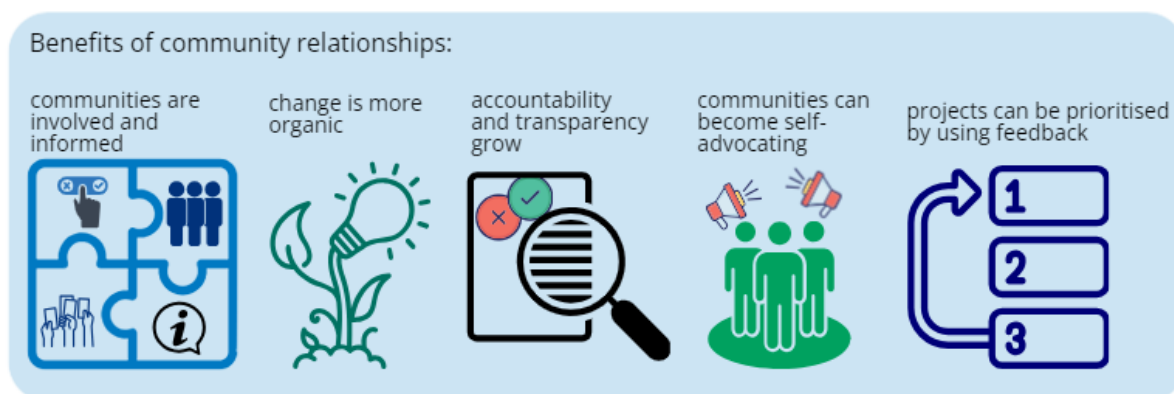 Benefits of community relationships:
communities are
involved and
informed
change is more
organic
accountability
and transparency
grow
communities can
become self-
advocating
projects can be prioritised
by using feedback
i
1
2
3